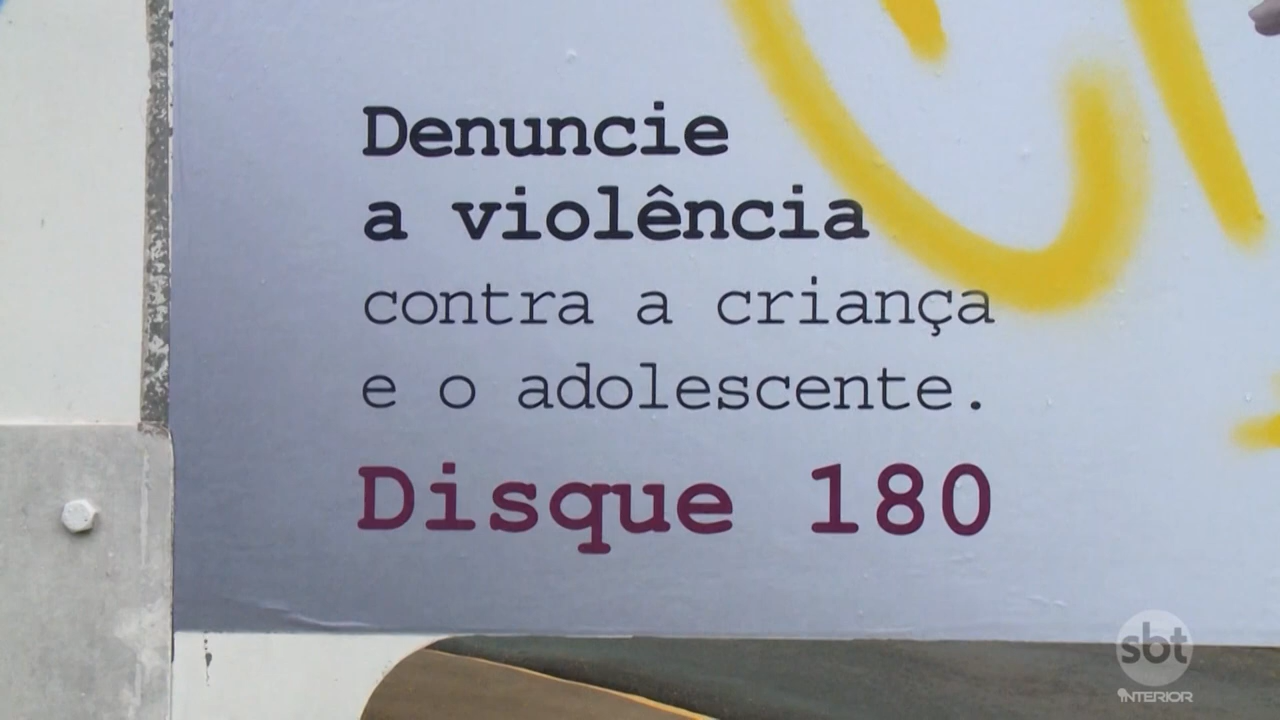 Denuncie
a violência
contra a criança
e o adolescente.
Disque 180
sbt
INTERIOR